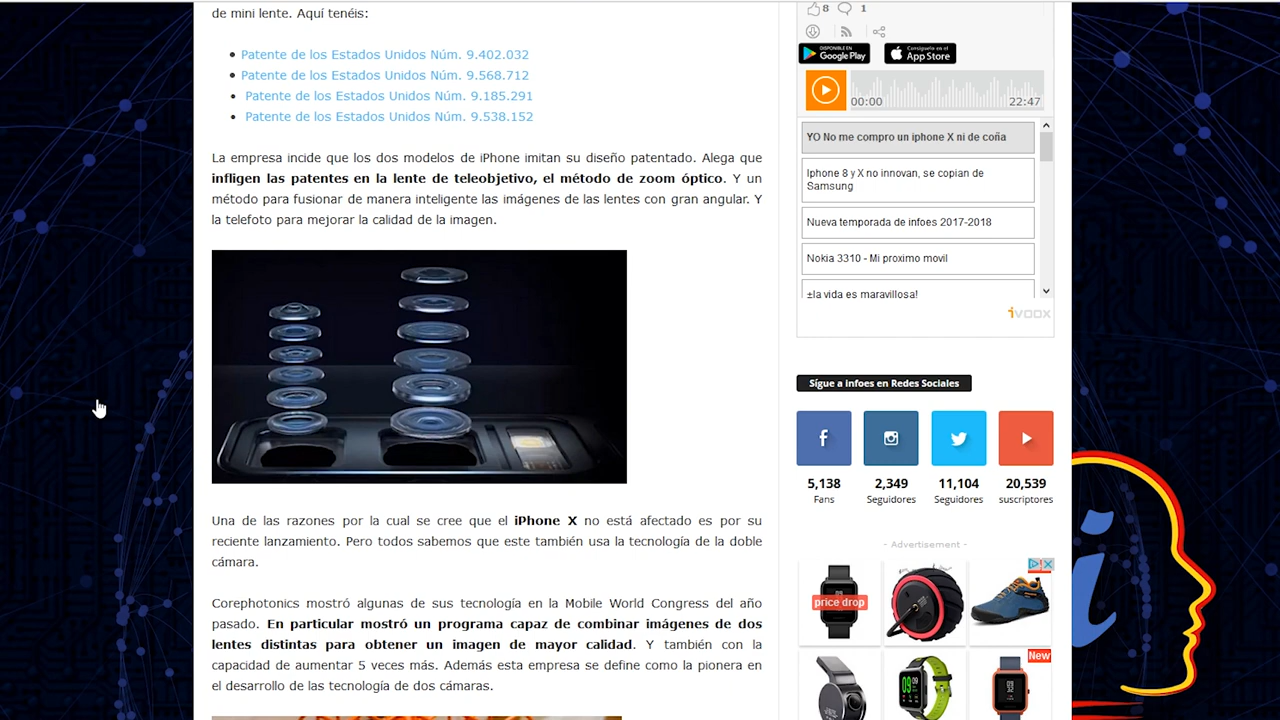 de mini lente. Aquí tenéis:
Patente de los Estados Unidos Núm. 9.402.032
Patente de los Estados Unidos Núm. 9.568.712
Patente de los Estados Unidos Núm. 9.185.291
Patente de los Estados Unidos Núm. 9.538.152
La empresa incide que los dos modelos de iPhone imitan su diseño patentado. Alega que
infligen las patentes en la lente de teleobjetivo, el método de zoom óptico. Y un
método para fusionar de manera inteligente las imágenes de las lentes con gran angular. Y
la telefoto para mejorar la calidad de la imagen.
Una de las razones por la cual se cree que el iPhone X no está afectado es por su
reciente lanzamiento. Pero todos sabemos que este también usa la tecnología de la doble
cámara.
Corephotonics mostró algunas de sus tecnología en la Mobile World Congress del año
pasado. En particular mostró un programa capaz de combinar imágenes de dos
lentes distintas para obtener un imagen de mayor calidad. Y también con la
capacidad de aumentar 5 veces más. Además esta empresa se define como la pionera en
el desarrollo de las tecnología de dos cámaras.
8 1
DISPONIBLE EN
Google Play
Consíguelo en el
App Store
00:00 22:47
YO No me compro un iphone X ni de coña
Iphone 8 y X no innovan, se copian de
Samsung
Nueva temporada de infoes 2017-2018
Nokia 3310 - Mi proximo movil
±la vida es maravillosa!
ivoox
Sígue a infoes en Redes Sociales
5,138 2,349 11,104 20,539
Fans Seguidores Seguidores suscriptores
- Advertisement -
price drop
New